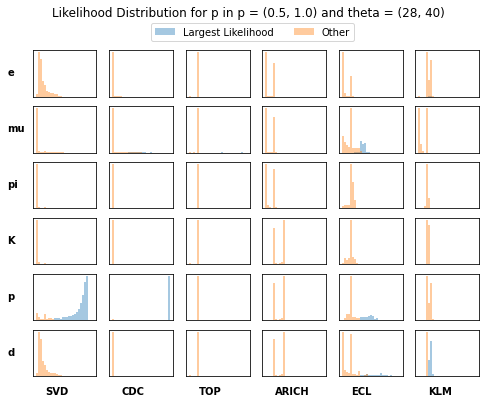 Likelihood Distribution for p in p = (0.5, 1.0) and theta = (28, 40)
Largest Likelihood Other
e
mu
pi
K
p
d
SVD CDC TOP ARICH ECL KLM